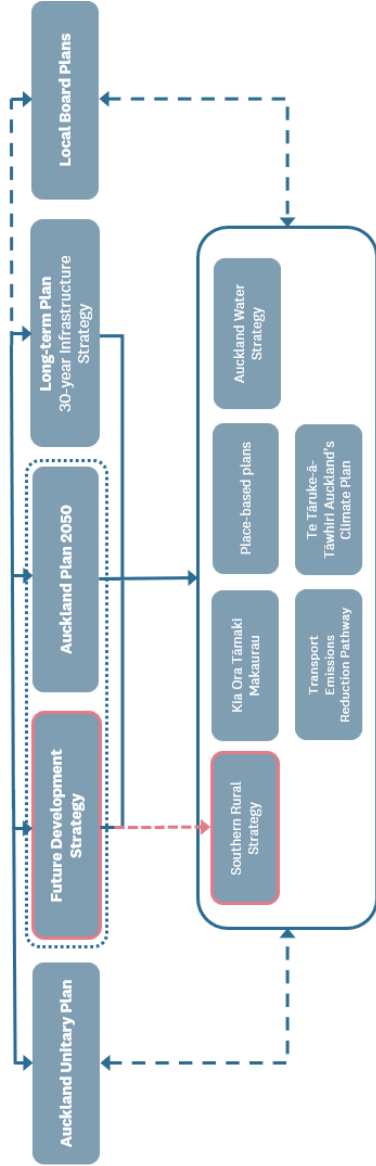 Auckland Unitary Plan
Future Development
Strategy
Auckland Plan 2050
Long-term Plan
30-year Infrastructure
Strategy
Local Board Plans
Southern Rural
Strategy
Kia Ora Tāmaki
Makaurau
Place-based plans
Auckland Water
Strategy
Transport
Emissions
Reduction Pathway
Te Tāruke-ā-
Tāwhiri Auckland's
Climate Plan